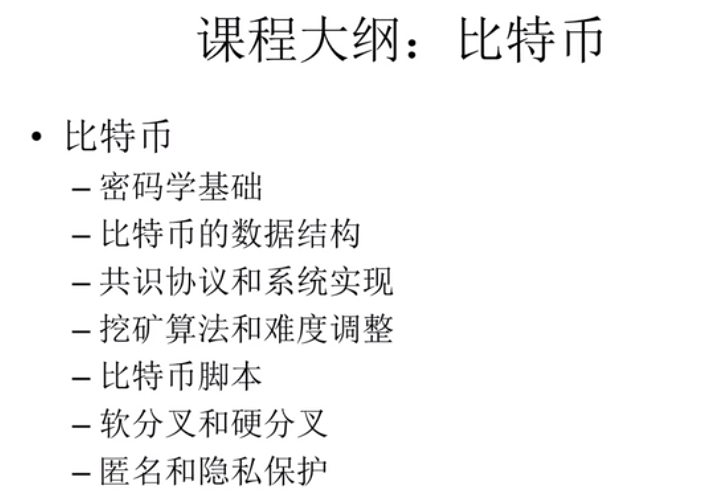 课程大纲：比特币
• 比特币
– 密码学基础
– 比特币的数据结构
– 共识协议和系统实现
– 挖矿算法和难度调整
– 比特币脚本
– 软分叉和硬分叉
– 匿名和隐私保护